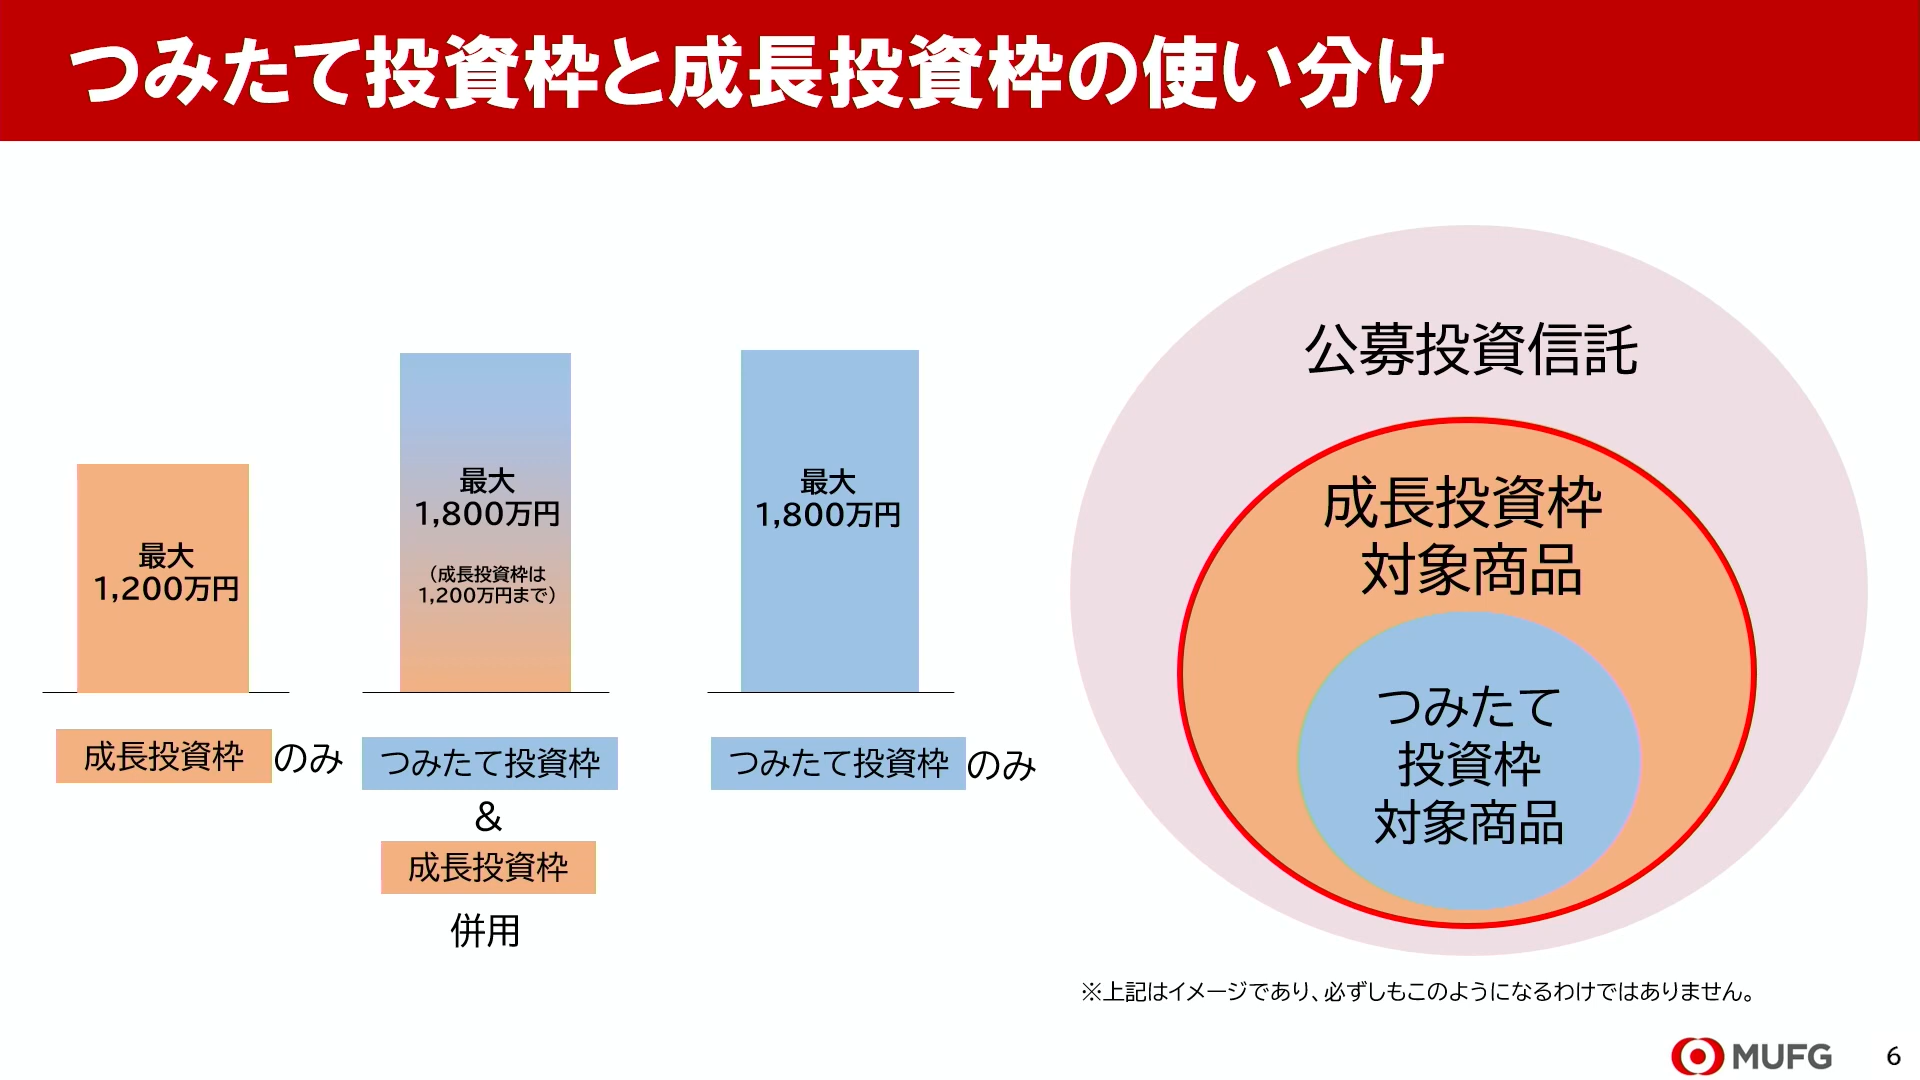 つみたて投資枠と成長投資枠の使い分け
最大
1,200万円
成長投資枠のみ
最大
1,800万円
(成長投資枠は
1,200万円まで)
つみたて投資枠
&
成長投資枠
併用
最大
1,800万円
つみたて投資枠のみ
公募投資信託
成長投資枠
対象商品
つみたて
投資枠
対象商品
※上記はイメージであり、必ずしもこのようになるわけではありません。
MUFG
6